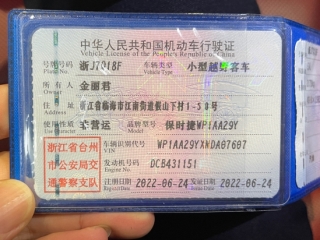 中华人民共和国机动车行驶证
Vehicle License of the People's Republic of China
号牌号码 浙J7018F 车辆类型 小型越野客车
Plate No. Vehicle Type
所有人 金丽君
Owner
住址 浙江省临海市江南街道长山下村1-50号
Address
使用性质 非营运 品牌型号 保时捷WP1AA29Y
Use Character Model
浙江省台州市公安局交通警察支队
车辆识别代号 WP1AA29YXNDA07607
VIN
发动机号码 DCB431151
Engine No.
注册日期 2022-06-24 发证日期 2022-06-24
Register Date Issue Date